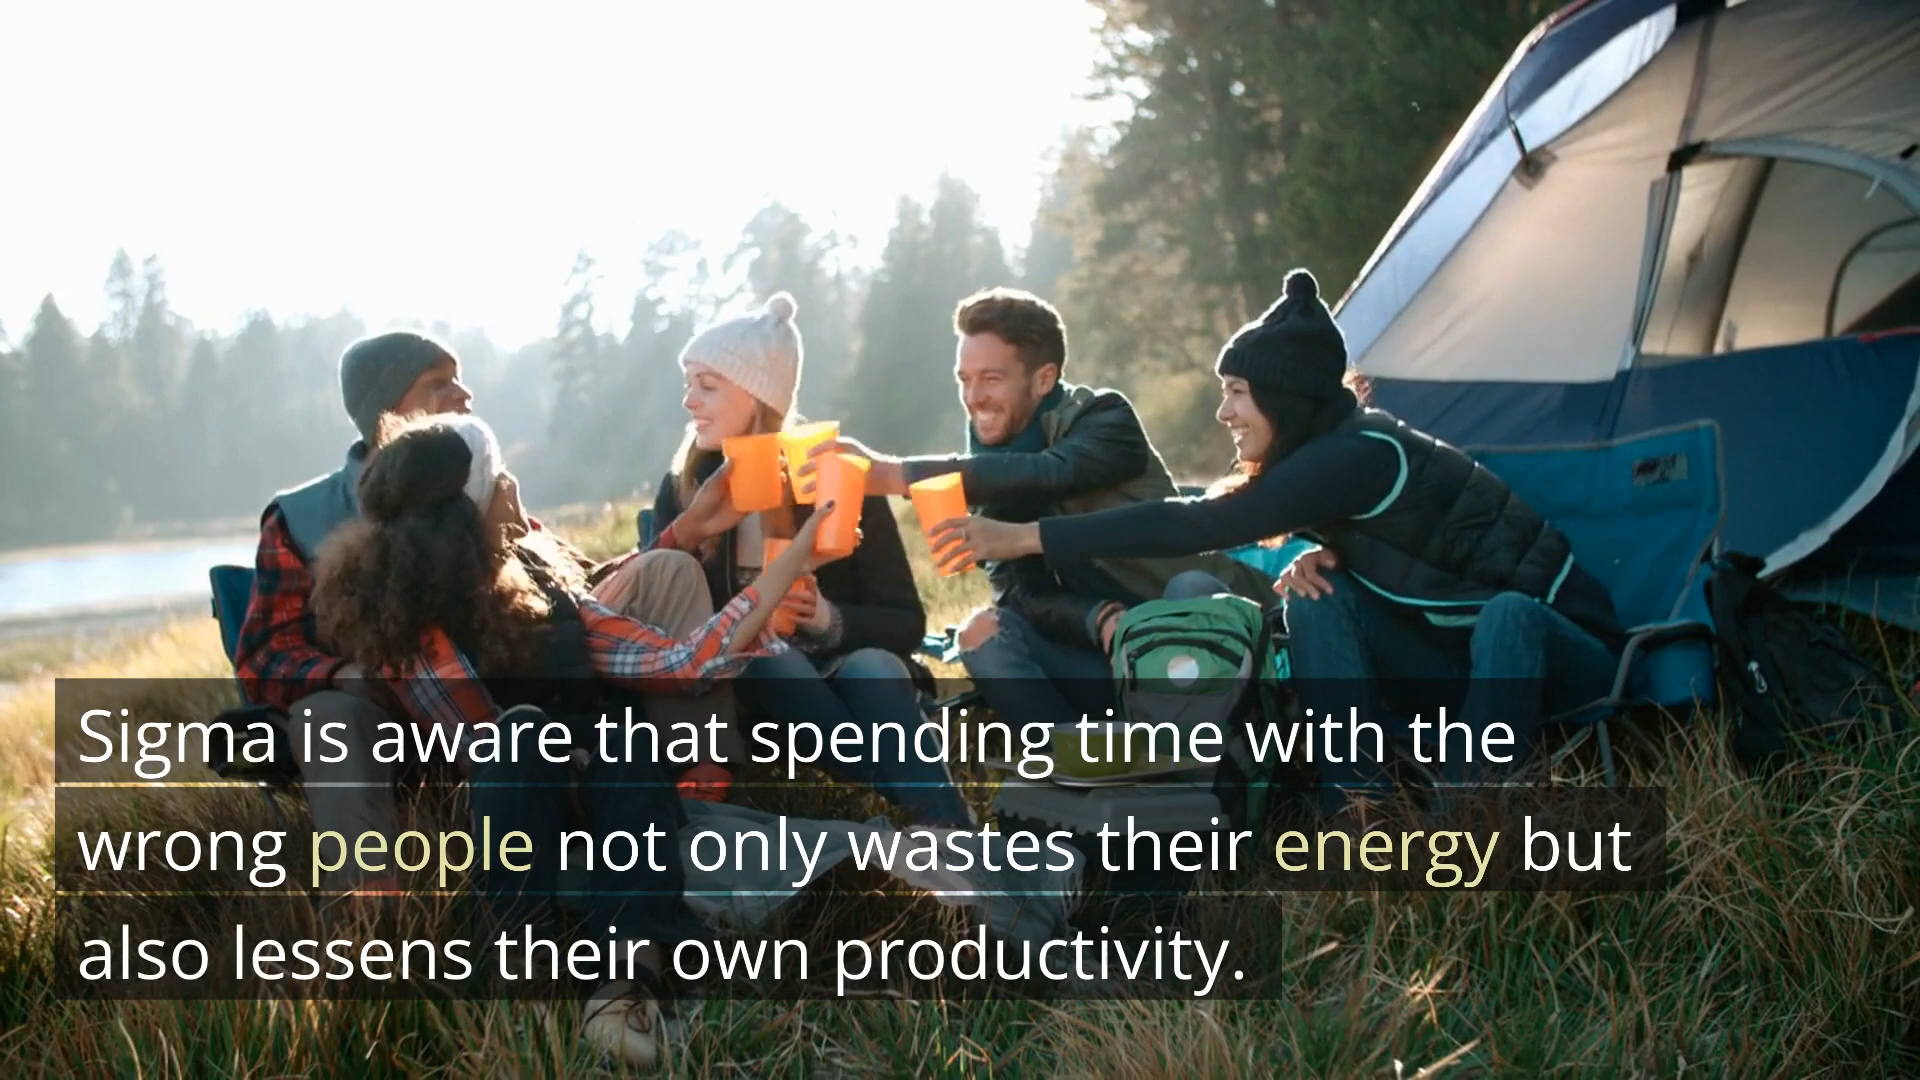 Sigma is aware that spending time with the
wrong people not only wastes their energy but
also lessens their own productivity.